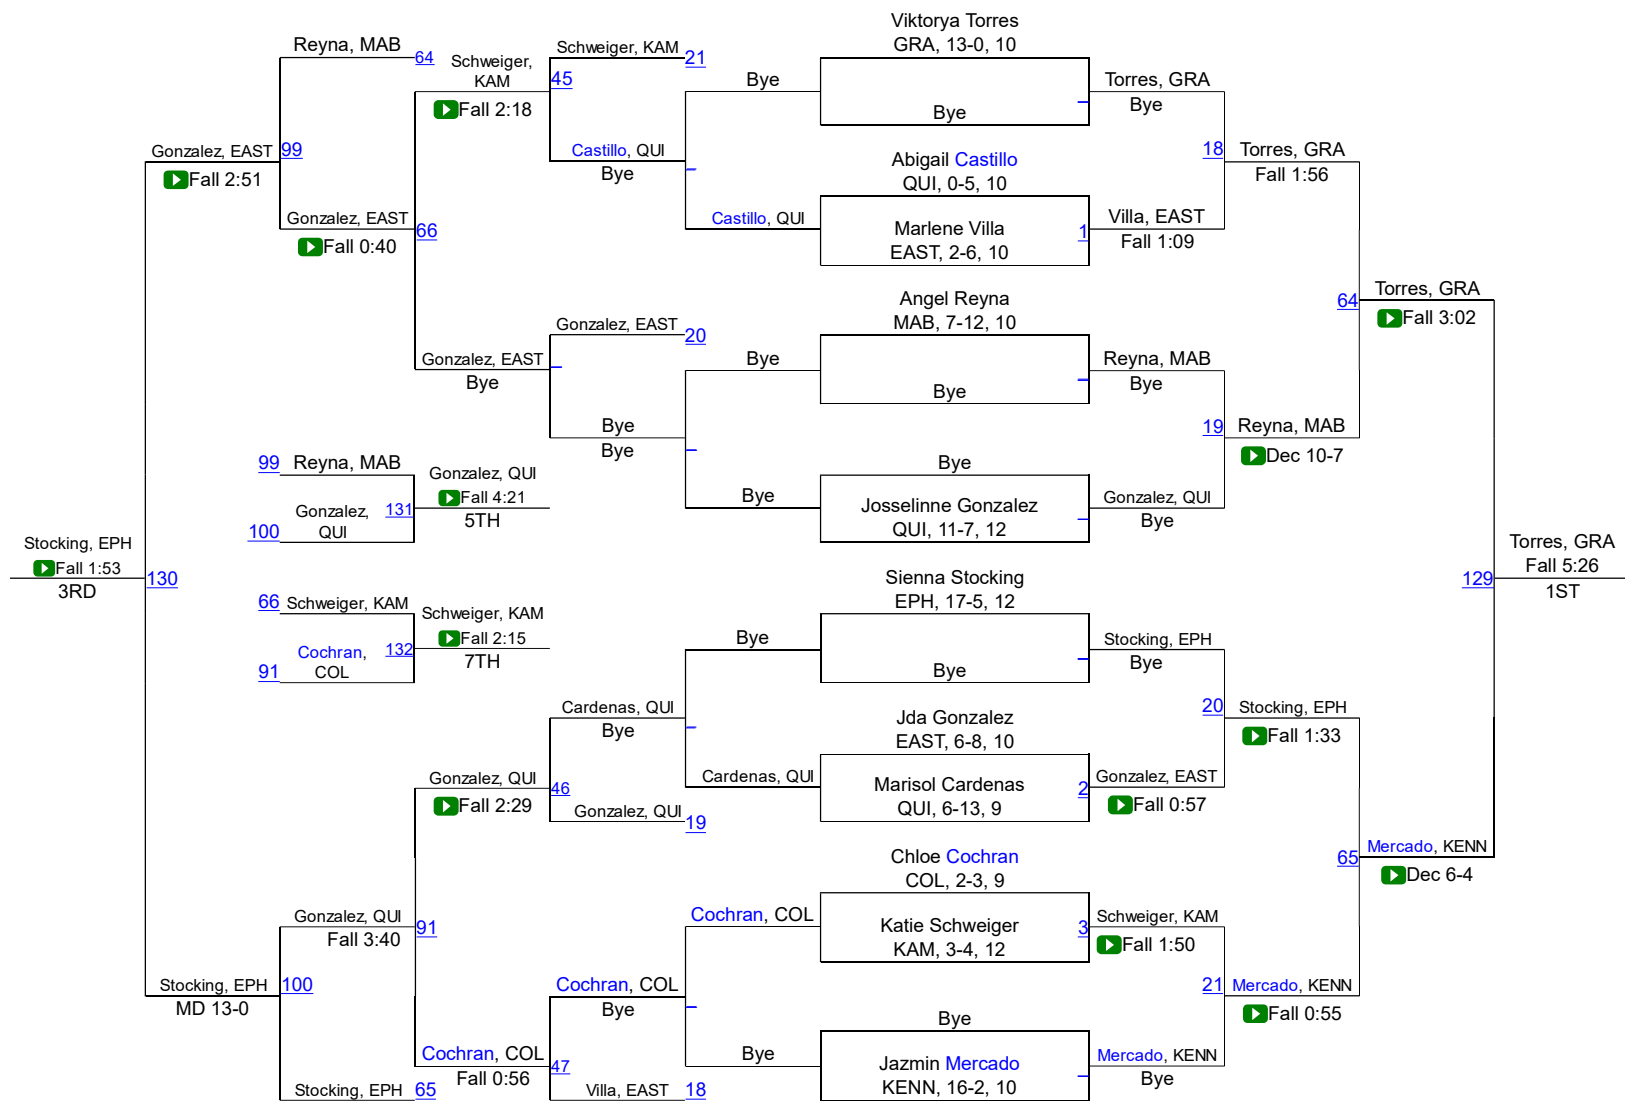 Viktorya Torres
GRA, 13-0, 10
Reyna, MAB
64
Schweiger,
KAM
Fall 2:18
Schweiger, KAM
21
45
Bye
Bye
Torres, GRA
Bye
Gonzalez, EAST
99
Fall 2:51
Castillo, QUI
Bye
Abigail Castillo
QUI, 0-5, 10
18
Torres, GRA
Fall 1:56
Gonzalez, EAST
Fall 0:40
66
Castillo, QUI
Marlene Villa
EAST, 2-6, 10
1
Villa, EAST
Fall 1:09
Angel Reyna
MAB, 7-12, 10
64
Torres, GRA
Fall 3:02
Gonzalez, EAST
20
Gonzalez, EAST
Bye
Bye
Bye
Reyna, MAB
Bye
Bye
Bye
19
Reyna, MAB
Dec 10-7
99
Reyna, MAB
Gonzalez, QUI
Fall 4:21
5TH
Gonzalez,
QUI
131
100
Bye
Bye
Josselinne Gonzalez
QUI, 11-7, 12
Gonzalez, QUI
Bye
Stocking, EPH
Fall 1:53
3RD
130
Sienna Stocking
EPH, 17-5, 12
129
Torres, GRA
Fall 5:26
1ST
66
Schweiger, KAM
Schweiger, KAM
Fall 2:15
7TH
Cochran,
COL
132
91
Bye
Bye
Stocking, EPH
Bye
Cardenas, QUI
Bye
Jda Gonzalez
EAST, 6-8, 10
20
Stocking, EPH
Fall 1:33
Gonzalez, QUI
Fall 2:29
46
Cardenas, QUI
Marisol Cardenas
QUI, 6-13, 9
2
Gonzalez, EAST
Fall 0:57
Gonzalez, QUI
19
Chloe Cochran
COL, 2-3, 9
65
Mercado, KENN
Dec 6-4
Gonzalez, QUI
Fall 3:40
91
Cochran, COL
Katie Schweiger
KAM, 3-4, 12
3
Schweiger, KAM
Fall 1:50
Stocking, EPH
MD 13-0
100
Cochran, COL
Bye
21
Mercado, KENN
Fall 0:55
Bye
Cochran, COL
Fall 0:56
47
Bye
Jazmin Mercado
KENN, 16-2, 10
Mercado, KENN
Bye
Stocking, EPH
65
Villa, EAST
18